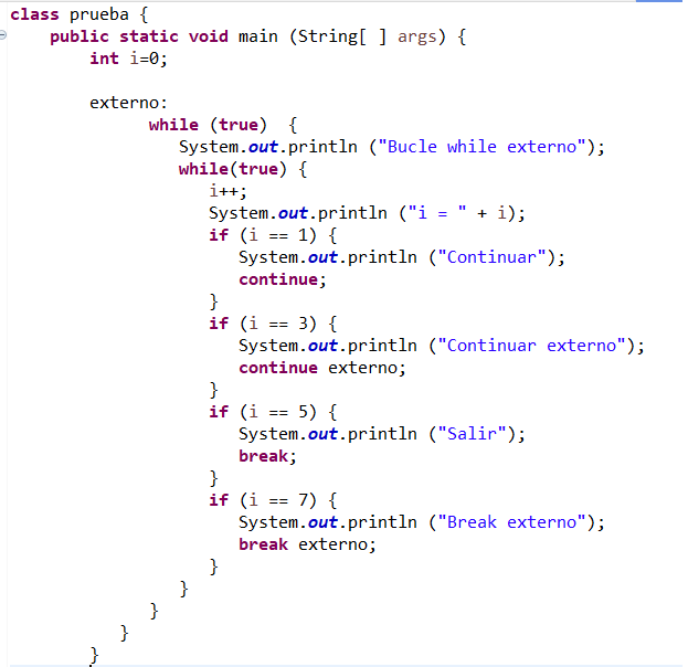 class prueba {
    public static void main (String[ ] args) {
        int i=0;

        externo:
              while (true)  {
                 System.out.println ("Bucle while externo");
                 while(true) {
                    i++;
                    System.out.println ("i = " + i);
                    if (i == 1) {
                       System.out.println ("Continuar");
                       continue;
                    }
                    if (i == 3) {
                       System.out.println ("Continuar externo");
                       continue externo;
                    }
                    if (i == 5) {
                       System.out.println ("Salir");
                       break;
                    }
                    if (i == 7) {
                       System.out.println ("Break externo");
                       break externo;
                    }
                 }
              }
           }
        }